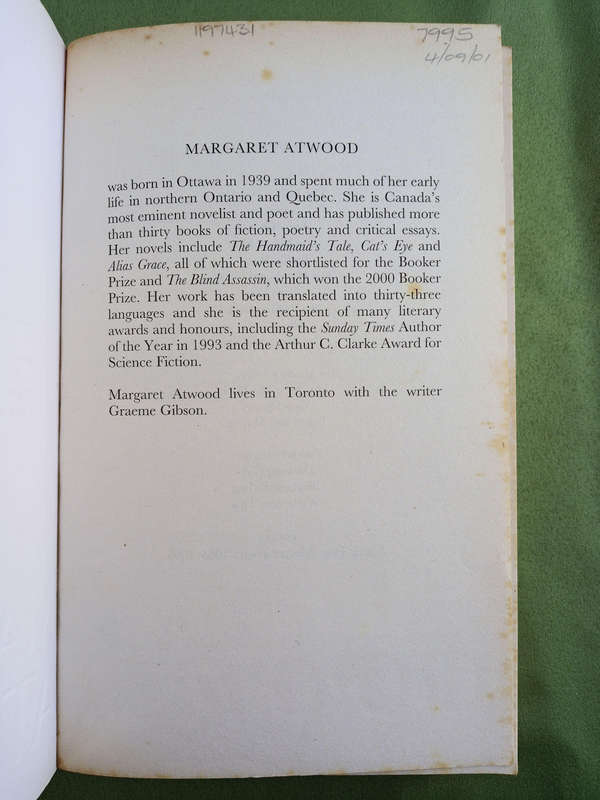 1197431 7995
4/09/01
MARGARET ATWOOD
was born in Ottawa in 1939 and spent much of her early
life in northern Ontario and Quebec. She is Canada's
most eminent novelist and poet and has published more
than thirty books of fiction, poetry and critical essays.
Her novels include The Handmaid's Tale, Cat's Eye and
Alias Grace, all of which were shortlisted for the Booker
Prize and The Blind Assassin, which won the 2000 Booker
Prize. Her work has been translated into thirty-three
languages and she is the recipient of many literary
awards and honours, including the Sunday Times Author
of the Year in 1993 and the Arthur C. Clarke Award for
Science Fiction.
Margaret Atwood lives in Toronto with the writer
Graeme Gibson.